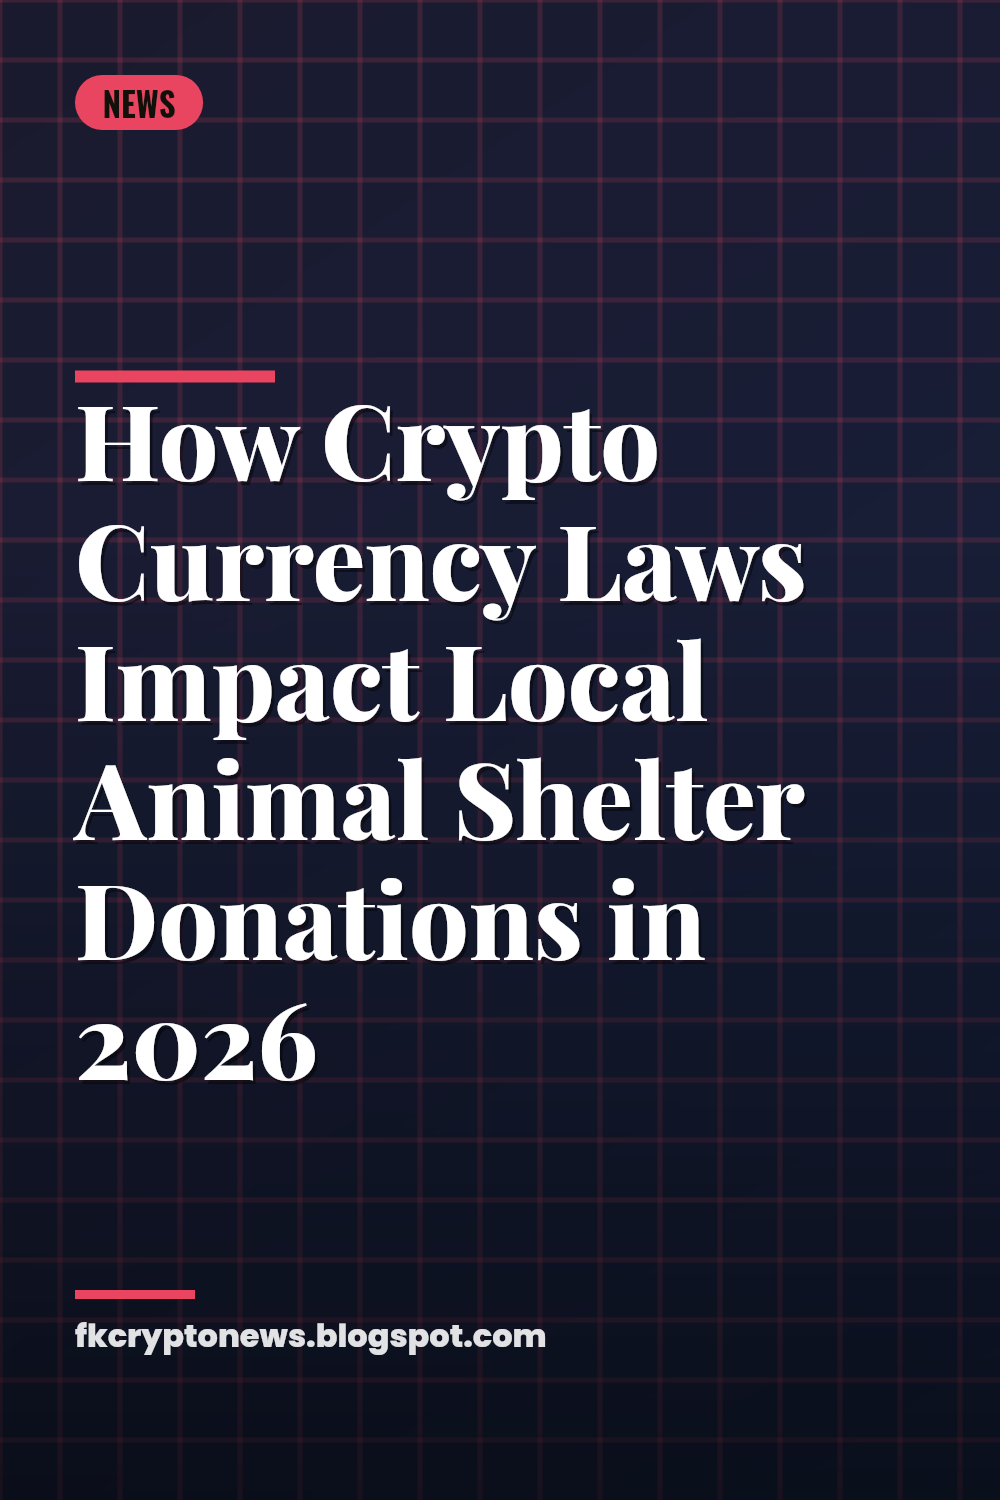 NEWS
How Crypto
Currency Laws
Impact Local
Animal Shelter
Donations in
2026
fkcryptonews.blogspot.com